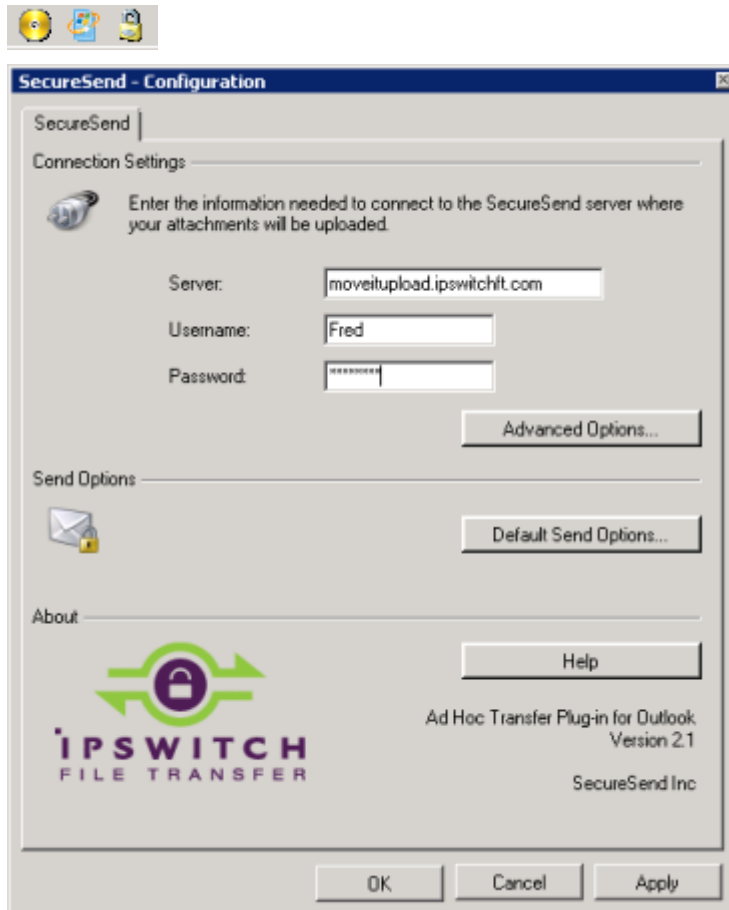 SecureSend - Configuration
SecureSend
Connection Settings
Enter the information needed to connect to the SecureSend server where
your attachments will be uploaded.
Server: moveitupload.ipswitchft.com
Username: Fred
Password: ********
Advanced Options...
Send Options
Default Send Options...
About
Help
IPSWITCH
FILE TRANSFER
Ad Hoc Transfer Plug-in for Outlook
Version 2.1
SecureSend Inc
OK Cancel Apply